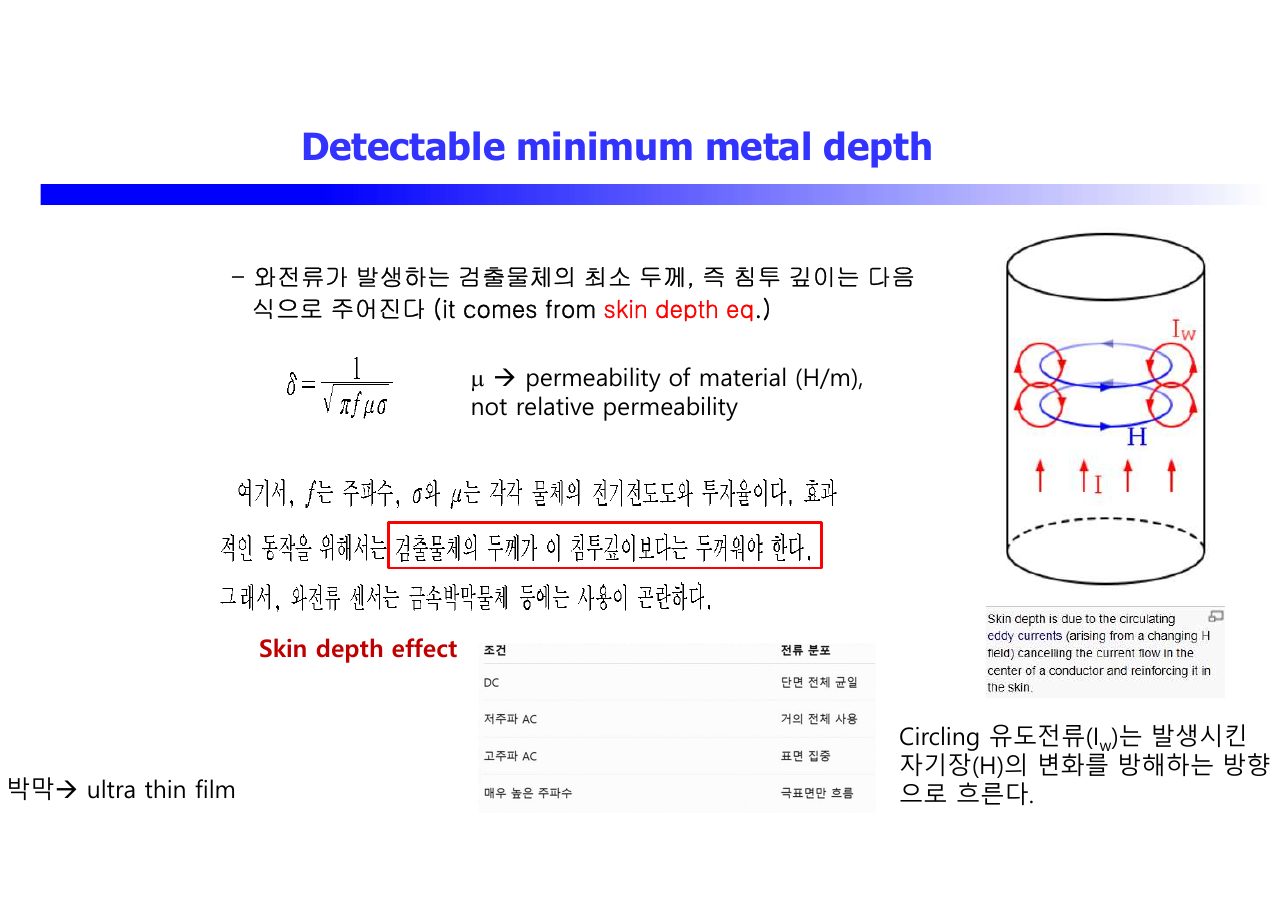 Detectable minimum metal depth
– 와전류가 발생하는 검출물체의 최소 두께, 즉 침투 깊이는 다음
식으로 주어진다 (it comes from skin depth eq.)
δ = 1 / √πfμσ
μ → permeability of material (H/m),
not relative permeability
여기서, f는 주파수, σ와 μ는 각각 물체의 전기전도도와 투자율이다. 효과
적인 동작을 위해서는 검출물체의 두께가 이 침투깊이보다는 두꺼워야 한다.
그래서, 와전류 센서는 금속박막물체 등에는 사용이 곤란하다.
Skin depth effect
조건 전류 분포
DC 단면 전체 균일
저주파 AC 거의 전체 사용
고주파 AC 표면 집중
매우 높은 주파수 극표면만 흐름
박막→ ultra thin film
I_W
H
I
Skin depth is due to the circulating
eddy currents (arising from a changing H
field) cancelling the current flow in the
center of a conductor and reinforcing it in
the skin.
Circling 유도전류(I_w)는 발생시킨
자기장(H)의 변화를 방해하는 방향
으로 흐른다.